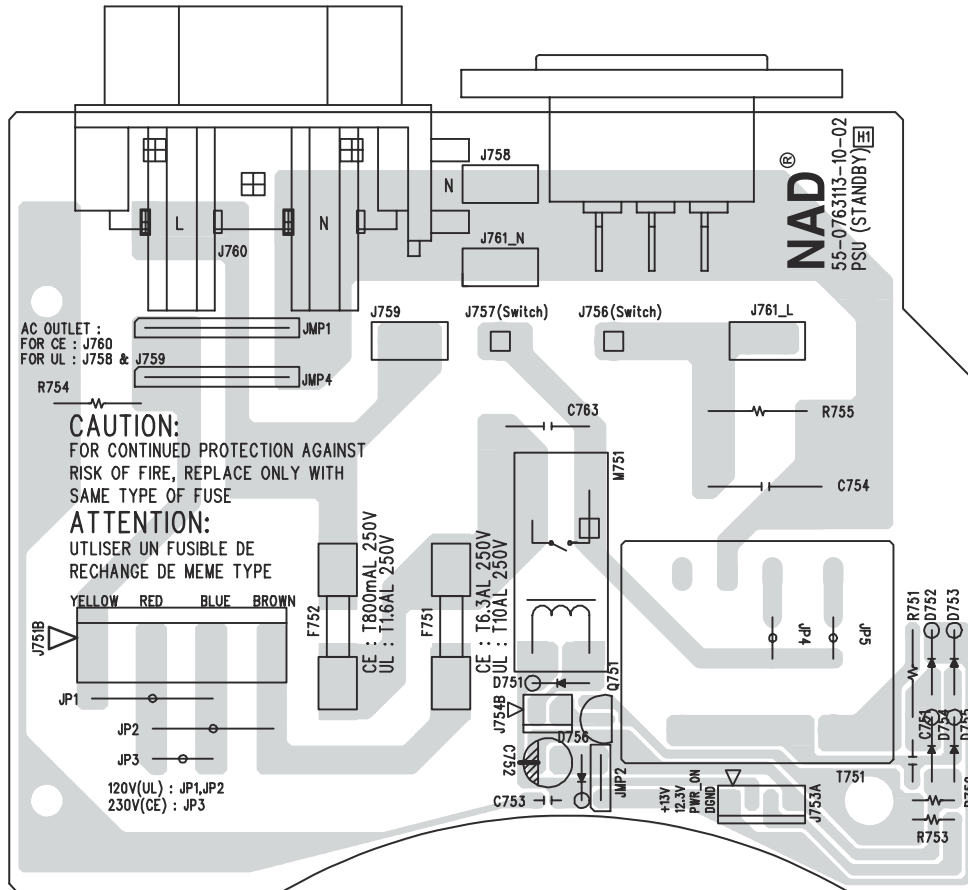 J758
N
J761_N
L
N
J760
NAD®
55-0763113-10-02
PSU (STANDBY)
H1
AC OUTLET :
FOR CE : J760
FOR UL : J758 & J759
JMP1
JMP4
J759
J757(Switch)
J756(Switch)
J761_L
R754
C763
R755
M751
C754
CAUTION:
FOR CONTINUED PROTECTION AGAINST
RISK OF FIRE, REPLACE ONLY WITH
SAME TYPE OF FUSE
ATTENTION:
UTLISER UN FUSIBLE DE
RECHANGE DE MEME TYPE
YELLOW RED BLUE BROWN
J751B
F752
CE : T800mAL 250V
UL : T1.6AL 250V
F751
CE : T6.3AL 250V
UL : T10AL 250V
JP4
JP5
R751
D752
D753
JP1
JP2
JP3
120V(UL) : JP1,JP2
230V(CE) : JP3
D751
Q751
J754B
D756
C752
C753
JMP2
C751
D754
D755
T751
+13V
12.3V
PWR_ON
DGND
J753A
R753